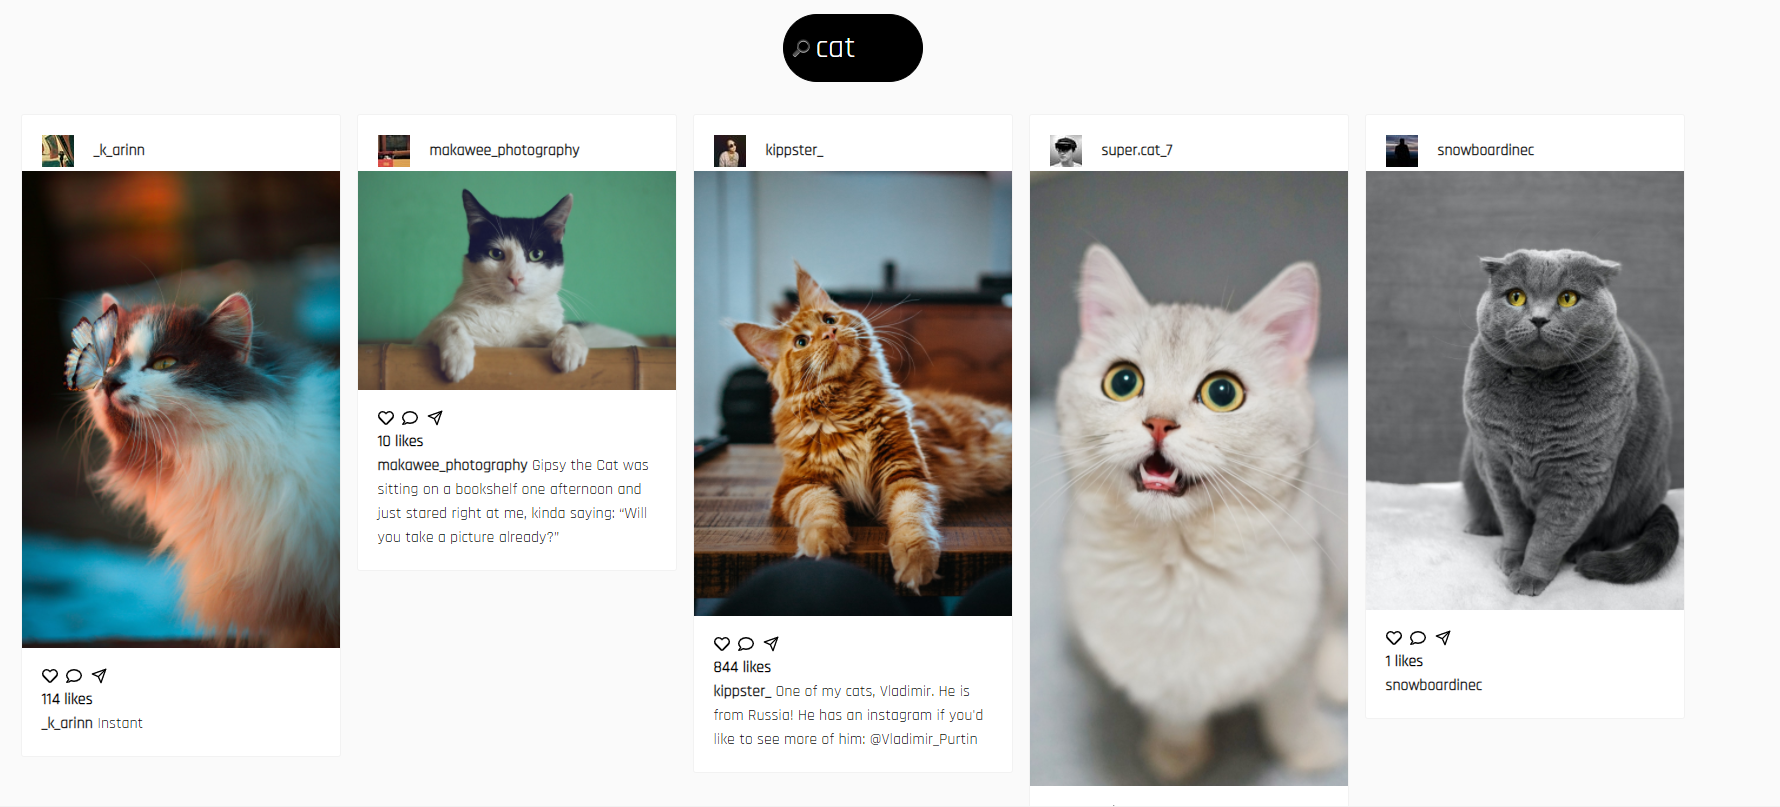 cat
_k_arinn
114 likes
_k_arinn Instant
makawee_photography
10 likes
makawee_photography Gipsy the Cat was
sitting on a bookshelf one afternoon and
just stared right at me, kinda saying: “Will
you take a picture already?”
kippster_
844 likes
kippster_ One of my cats, Vladimir. He is
from Russia! He has an instagram if you'd
like to see more of him: @Vladimir_Purtin
super.cat_7
snowboardinec
1 likes
snowboardinec